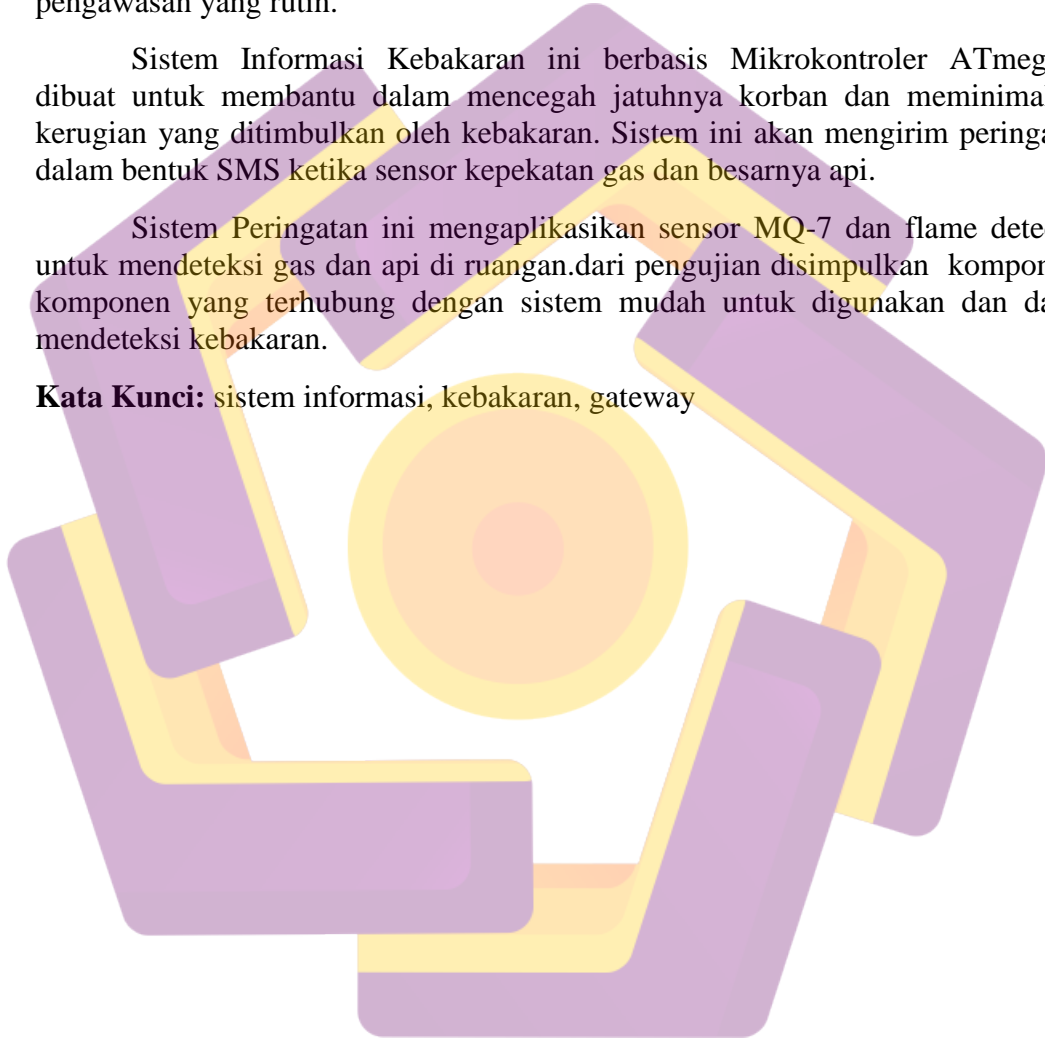 pengawasan yang rutin.
Sistem Informasi Kebakaran ini berbasis Mikrokontroler ATmeg
dibuat untuk membantu dalam mencegah jatuhnya korban dan meminimal
kerugian yang ditimbulkan oleh kebakaran. Sistem ini akan mengirim peringa
dalam bentuk SMS ketika sensor kepekatan gas dan besarnya api.
Sistem Peringatan ini mengaplikasikan sensor MQ-7 dan flame detec
untuk mendeteksi gas dan api di ruangan.dari pengujian disimpulkan kompon
komponen yang terhubung dengan sistem mudah untuk digunakan dan da
mendeteksi kebakaran.
Kata Kunci: sistem informasi, kebakaran, gateway